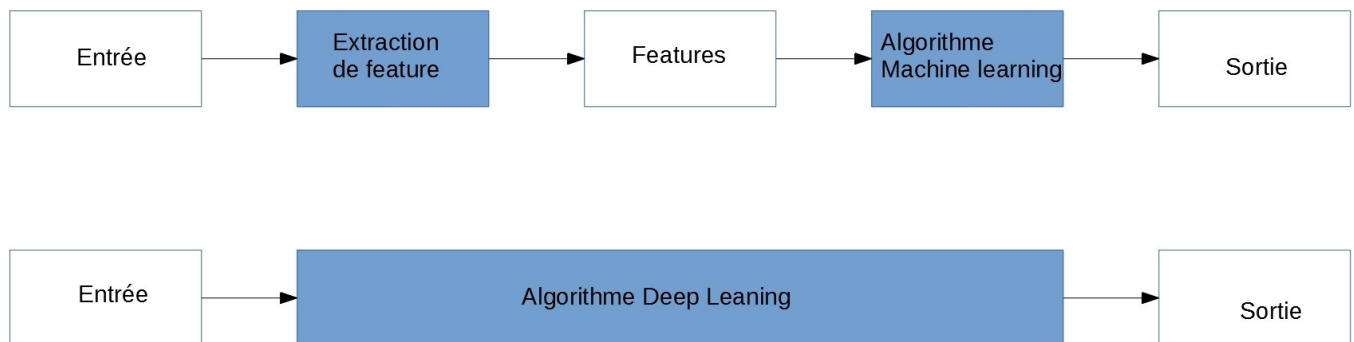 Entrée
Extraction
de feature
Features
Algorithme
Machine learning
Sortie
Entrée
Algorithme Deep Leaning
Sortie